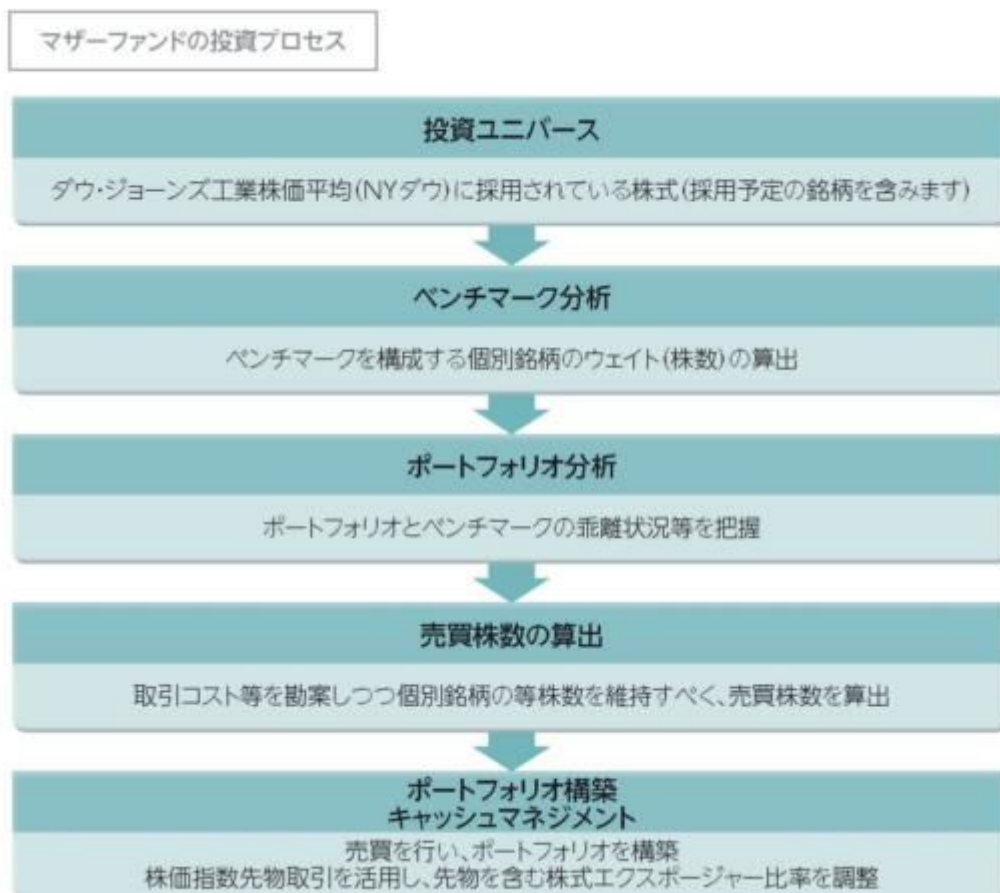 マザーファンドの投資プロセス
投資ユニバース
ダウ・ジョーンズ工業株価平均(NYダウ)に採用されている株式(採用予定の銘柄を含みます)
ベンチマーク分析
ベンチマークを構成する個別銘柄のウェイト(株数)の算出
ポートフォリオ分析
ポートフォリオとベンチマークの乖離状況等を把握
売買株数の算出
取引コスト等を勘案しつつ個別銘柄の等株数を維持すべく、売買株数を算出
ポートフォリオ構築
キャッシュマネジメント
売買を行い、ポートフォリオを構築
株価指数先物取引を活用し、先物を含む株式エクスポージャー比率を調整